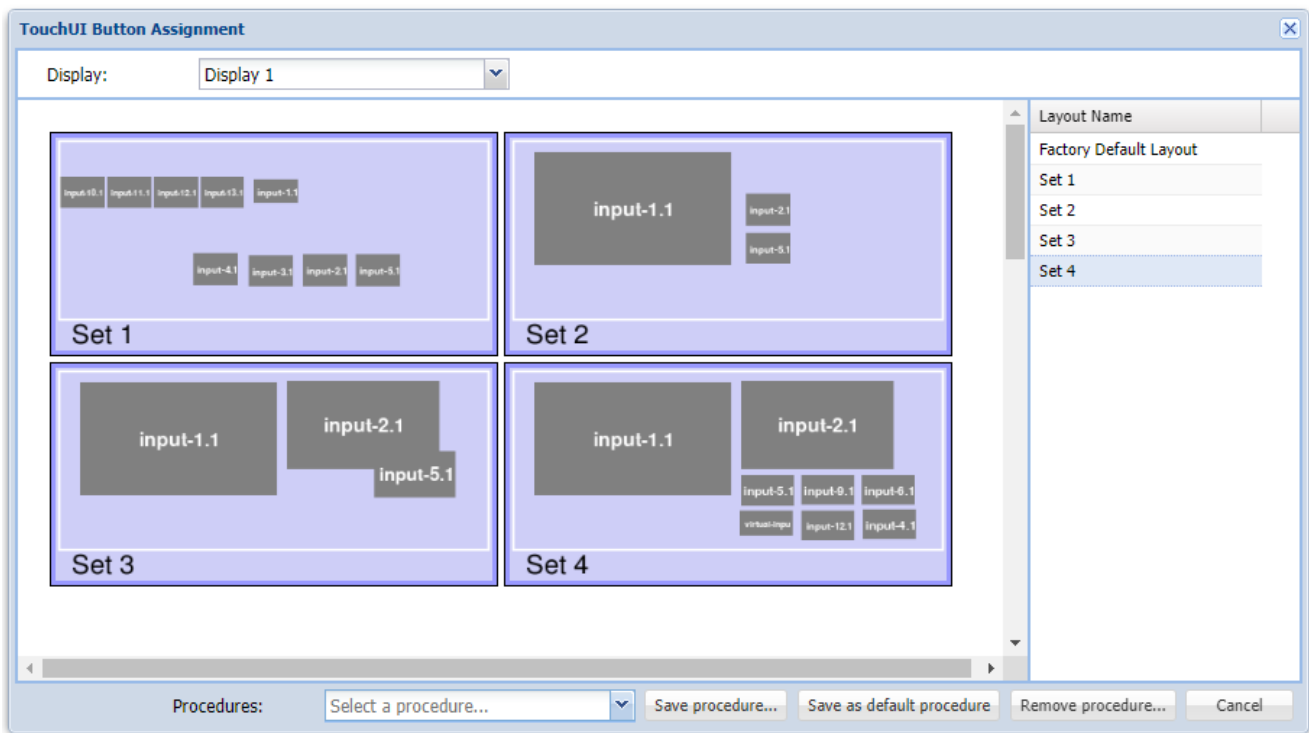 TouchUI Button Assignment
Display: Display 1
input-10.1 input-11.1 input-12.1 input-13.1 input-1.1
input-4.1 input-3.1 input-2.1 input-5.1
Set 1
input-1.1 input-2.1
input-5.1
Set 2
input-1.1 input-2.1
input-5.1
Set 3
input-1.1 input-2.1
input-5.1 input-9.1 input-6.1
virtual-inpu input-12.1 input-4.1
Set 4
Layout Name
Factory Default Layout
Set 1
Set 2
Set 3
Set 4
Procedures: Select a procedure... Save procedure... Save as default procedure Remove procedure... Cancel